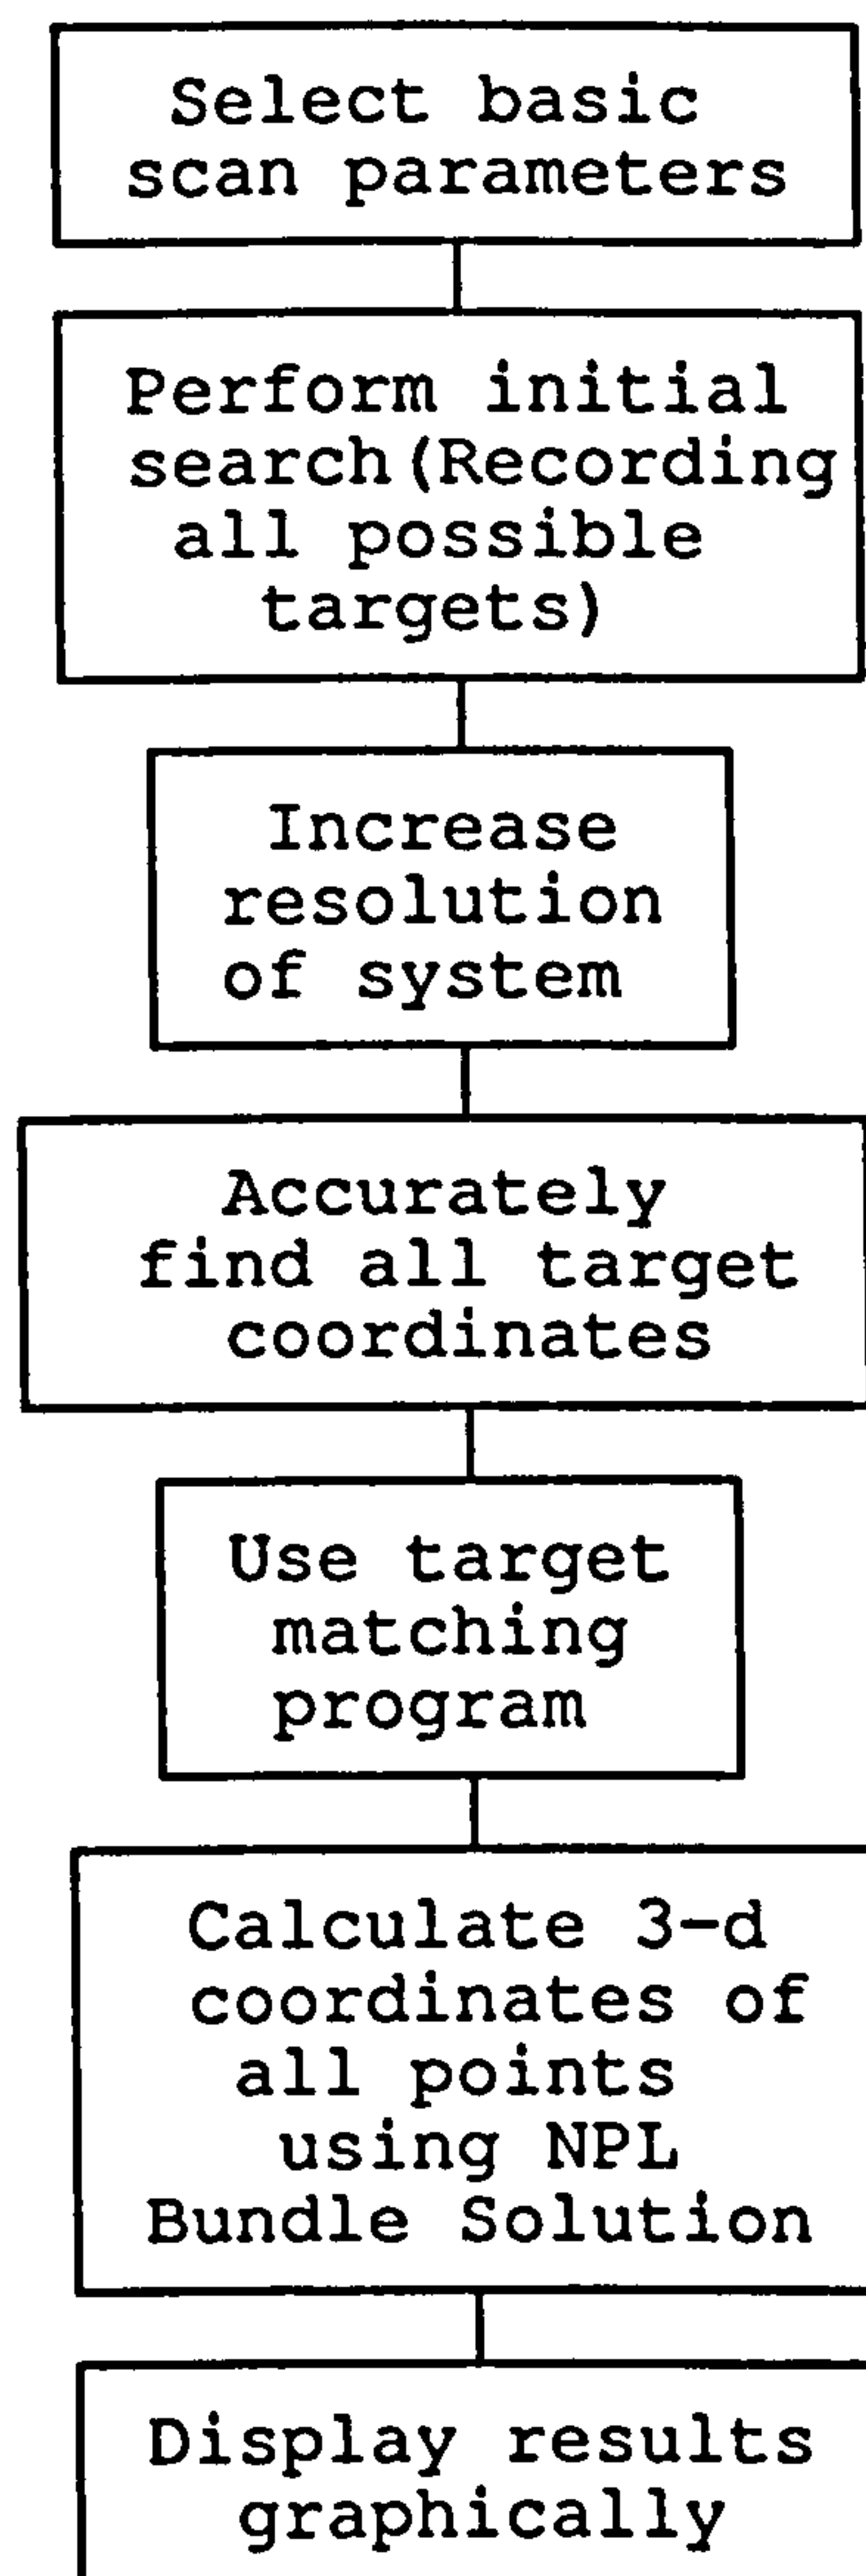 Select basic
scan parameters
Perform initial
search(Recording
all possible
targets)
Increase
resolution
of system
Accurately
find all target
coordinates
Use target
matching
program
Calculate 3-d
coordinates of
all points
using NPL
Bundle Solution
Display results
graphically